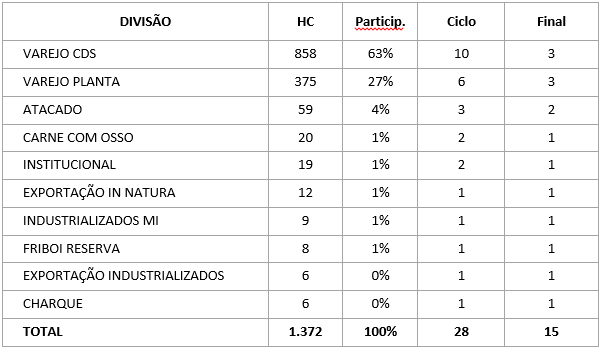 DIVISÃO HC Particip. Ciclo Final
VAREJO CDS 858 63% 10 3
VAREJO PLANTA 375 27% 6 3
ATACADO 59 4% 3 2
CARNE COM OSSO 20 1% 2 1
INSTITUCIONAL 19 1% 2 1
EXPORTAÇÃO IN NATURA 12 1% 1 1
INDUSTRIALIZADOS MI 9 1% 1 1
FRIBOI RESERVA 8 1% 1 1
EXPORTAÇÃO INDUSTRIALIZADOS 6 0% 1 1
CHARQUE 6 0% 1 1
TOTAL 1.372 100% 28 15